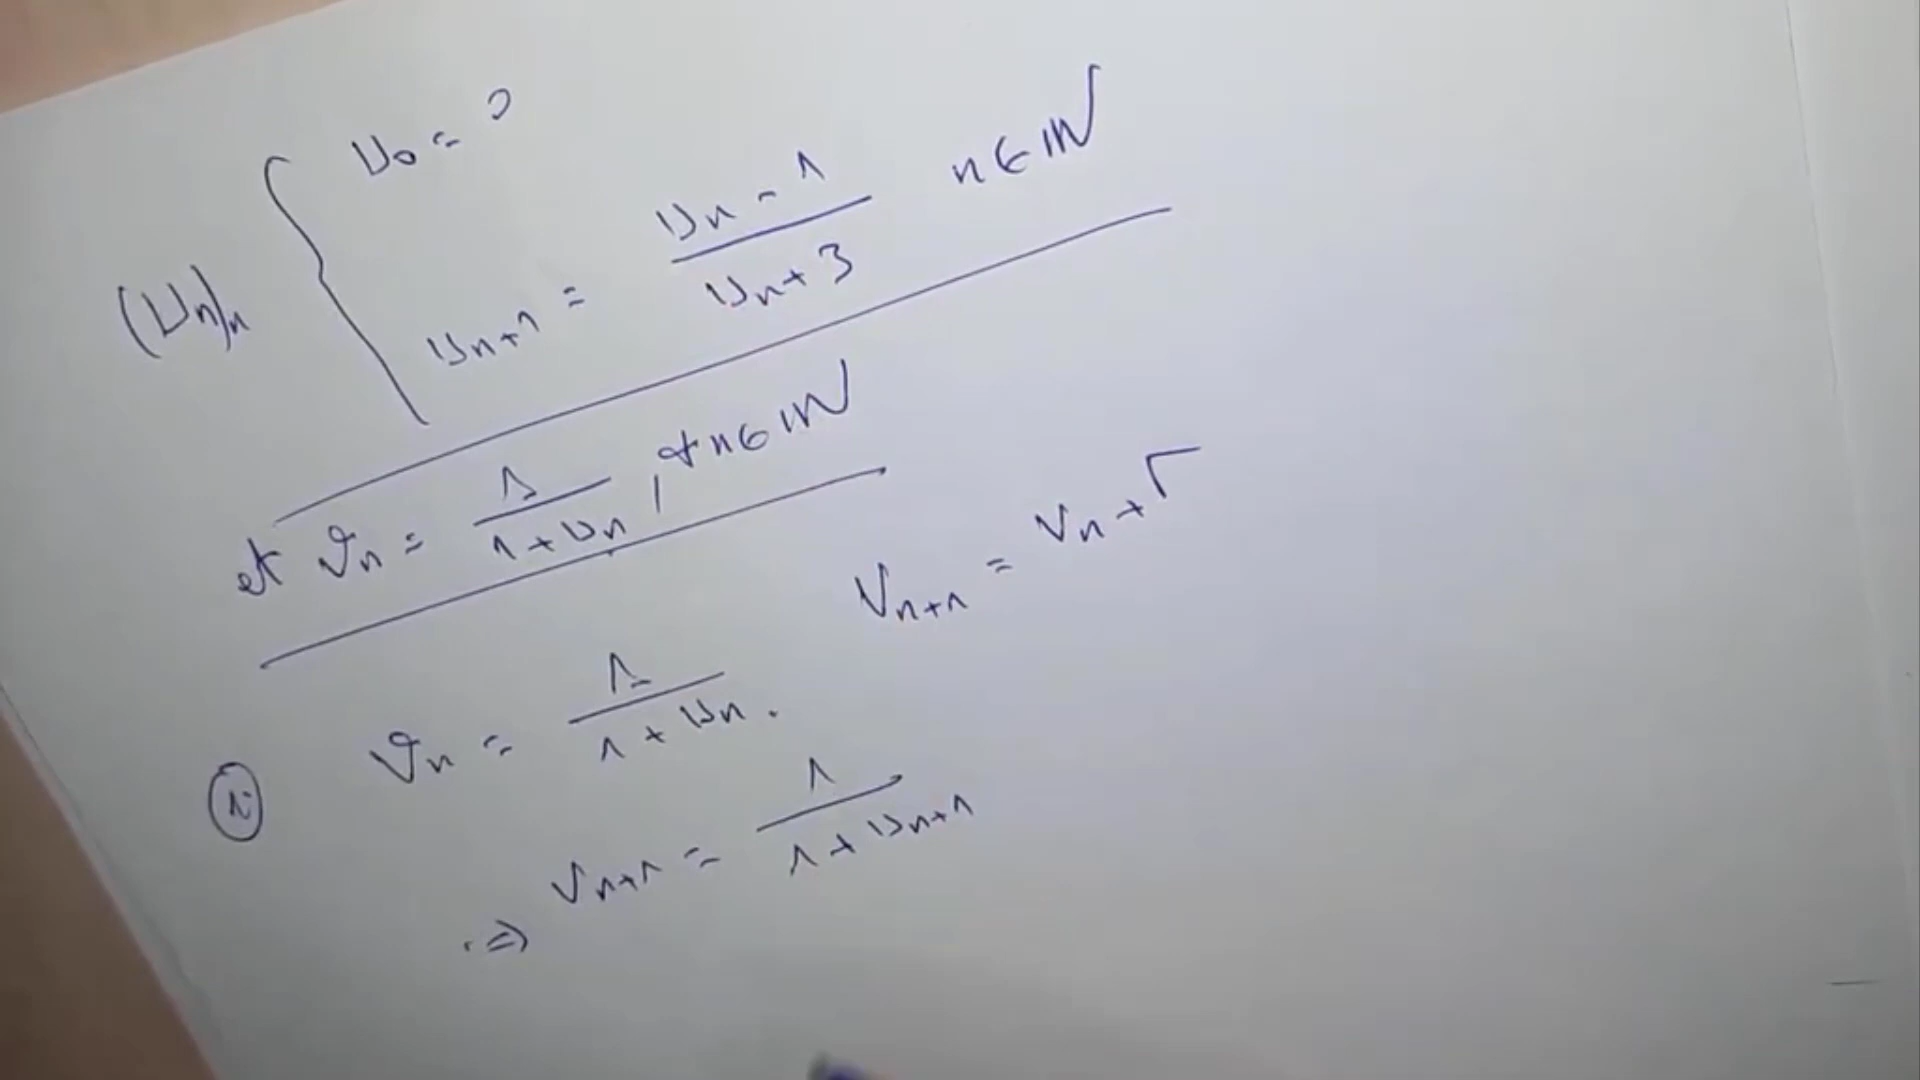 U₀ = 0
(Uₙ)ₙ { Uₙ₊₁ = (Uₙ - 1)/(Uₙ + 3) n ∈ ℕ
et vₙ = 1/(1 + Uₙ), ∀ n ∈ ℕ
Vₙ₊₁ = Vₙ + r
① vₙ = 1/(1 + Uₙ).
⇒ Vₙ₊₁ = 1/(1 + Uₙ₊₁)